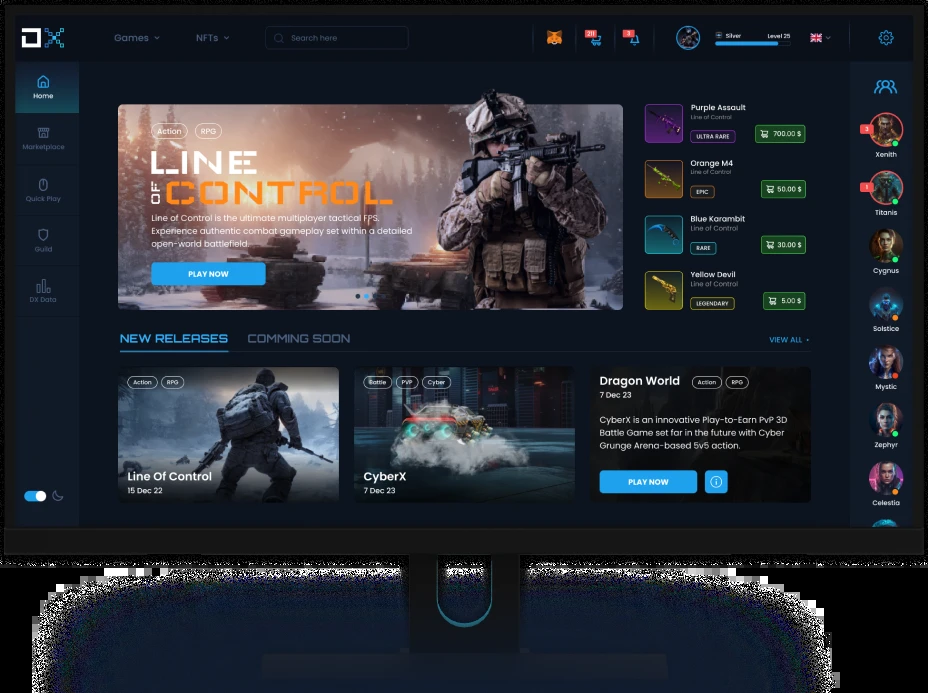 DX
Games
NFTs
Search here
Silver
Level 25
Home
Marketplace
Quick Play
Guild
DX Data
Action
RPG
LINE
OF CONTROL
Line of Control is the ultimate multiplayer tactical FPS.
Experience authentic combat gameplay set within a detailed
open-world battlefield.
PLAY NOW
Purple Assault
Line of Control
ULTRA RARE
700.00 $
Orange M4
Line of Control
EPIC
50.00 $
Blue Karambit
Line of Control
RARE
30.00 $
Yellow Devil
Line of Control
LEGENDARY
5.00 $
NEW RELEASES
COMMING SOON
VIEW ALL
Action
RPG
Line Of Control
15 Dec 22
Battle
PVP
Cyber
CyberX
7 Dec 23
Dragon World
Action
RPG
7 Dec 23
CyberX is an innovative Play-to-Earn PvP 3D
Battle Game set far in the future with Cyber
Grunge Arena-based 5v5 action.
PLAY NOW
3
Xenith
1
Titanis
Cygnus
Solstice
Mystic
Zephyr
Celestia